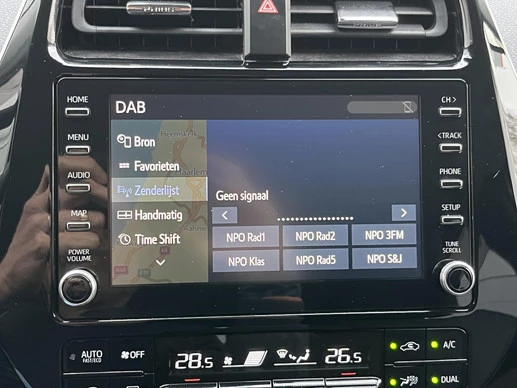 HOME
MENU
AUDIO
MAP
POWER
VOLUME
DAB
Bron
Favorieten
Zenderlijst
Handmatig
Time Shift
Geen signaal
NPO Rad1
NPO Rad2
NPO 3FM
NPO Klas
NPO Rad5
NPO S&J
CH >
< TRACK
PHONE
SETUP
TUNE
SCROLL
AUTO
FAST/ECO
OFF
28.5
26.5
A/C
DUAL